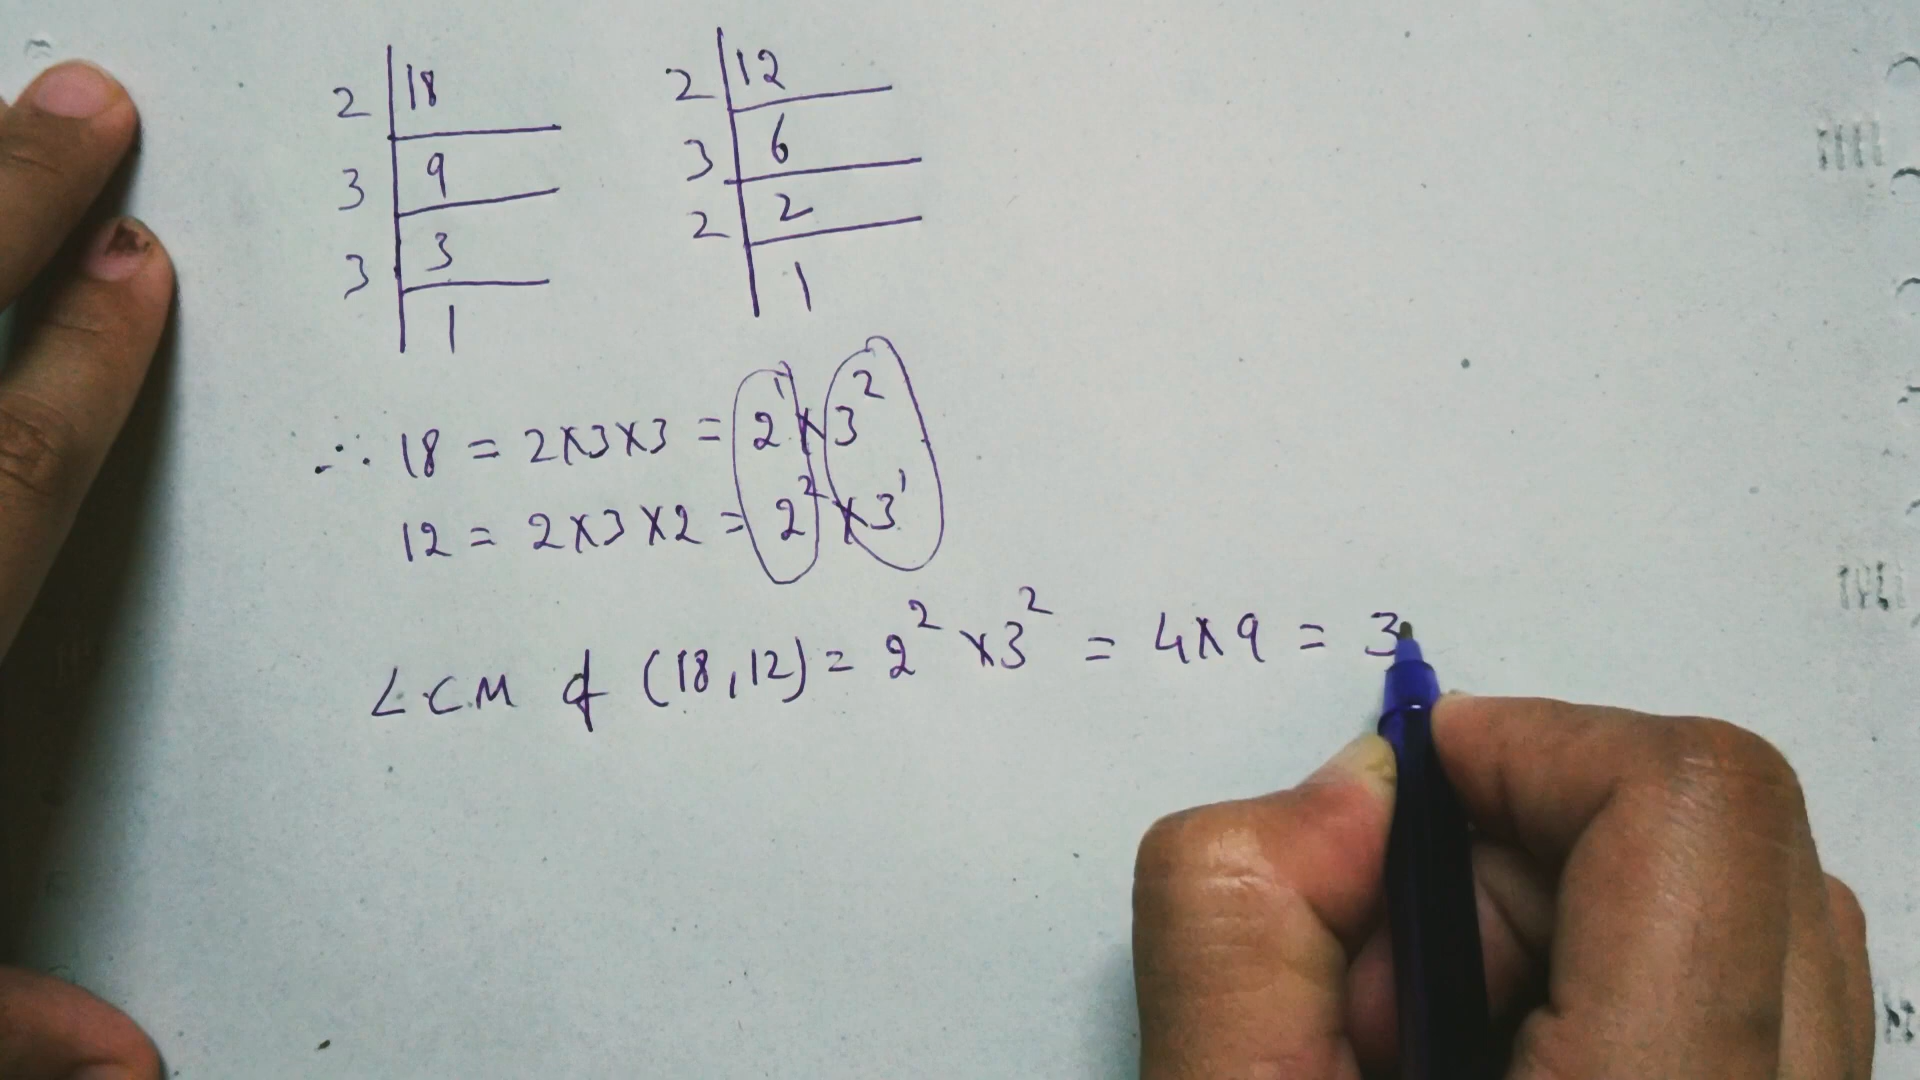 2 | 18
3 | 9
3 | 3
1
2 | 12
3 | 6
2 | 2
1
∴ 18 = 2×3×3 = 2¹×3²
12 = 2×3×2 = 2²×3¹
LCM of (18,12) = 2²×3² = 4×9 = 3